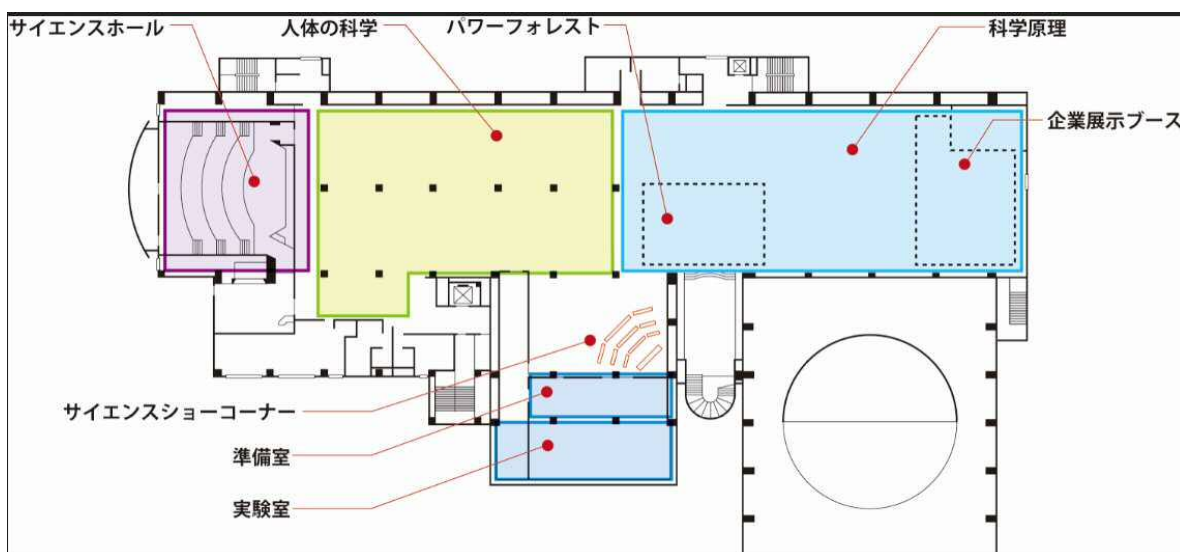 サイエンスホール
人体の科学
パワーフォレスト
科学原理
企業展示ブース
サイエンスショーコーナー
準備室
実験室